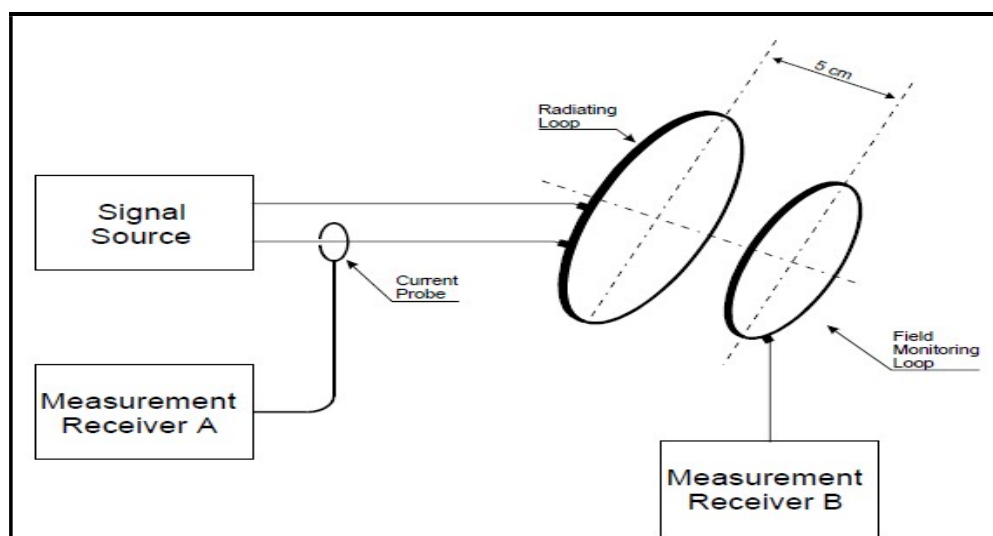 5 cm
Radiating
Loop
Signal
Source
Current
Probe
Field
Monitoring
Loop
Measurement
Receiver A
Measurement
Receiver B